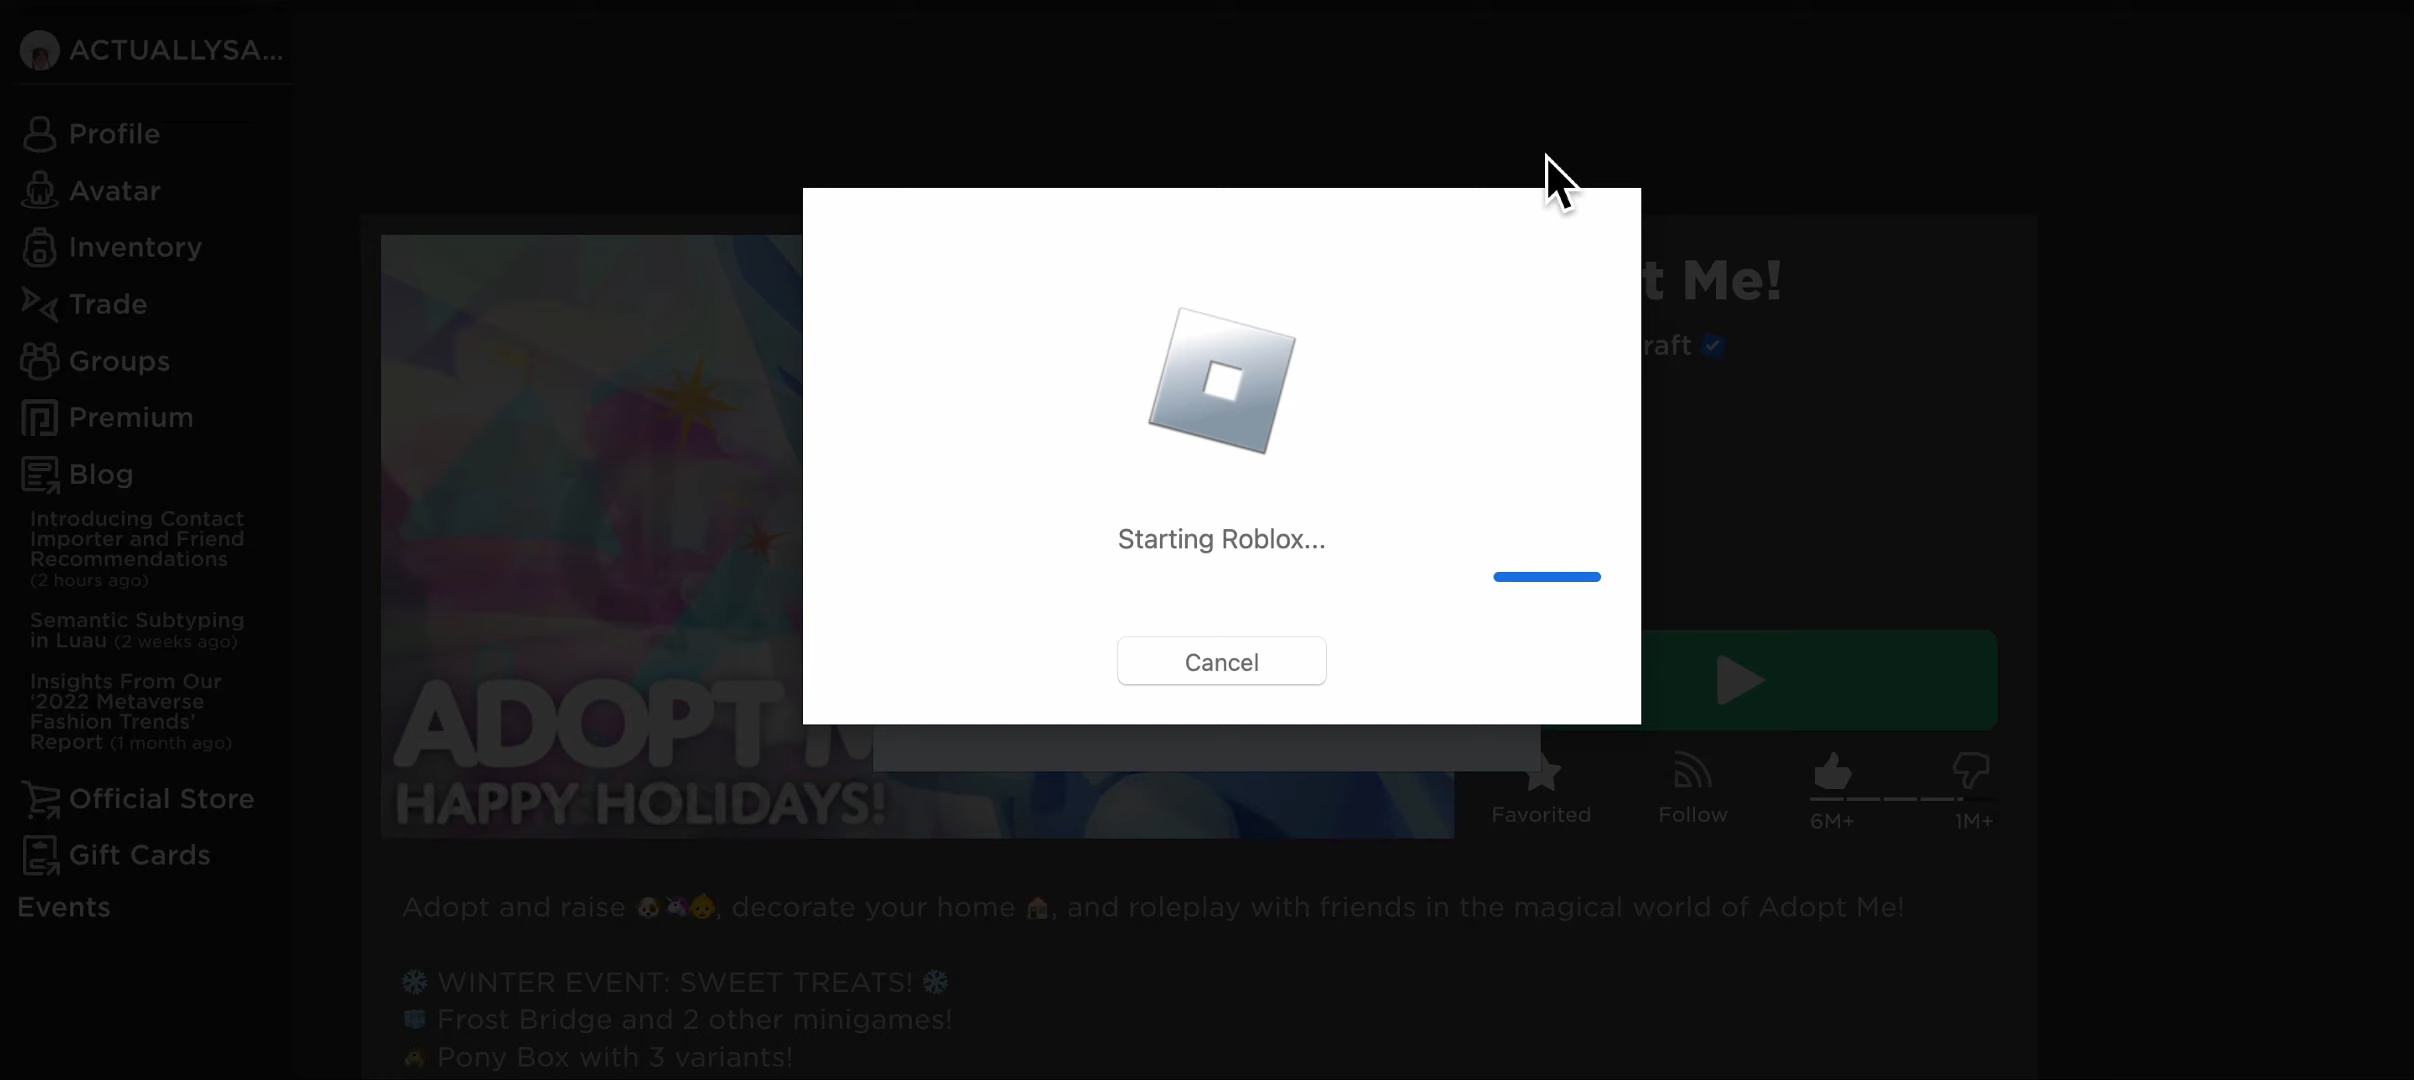 ACTUALLYSA...
Profile
Avatar
Inventory
Trade
Groups
Premium
Blog
Introducing Contact
Importer and Friend
Recommendations
(2 hours ago)
Semantic Subtyping
in Luau (2 weeks ago)
Insights From Our
‘2022 Metaverse
Fashion Trends’
Report (1 month ago)
Official Store
Gift Cards
Events
Starting Roblox...
Cancel
t Me!
raft
ADOPT
HAPPY HOLIDAYS!
Favorited
Follow
6M+
1M+
Adopt and raise 🐶🦄👶, decorate your home 🏠, and roleplay with friends in the magical world of Adopt Me!
❄️ WINTER EVENT: SWEET TREATS! ❄️
🧊 Frost Bridge and 2 other minigames!
🐴 Pony Box with 3 variants!